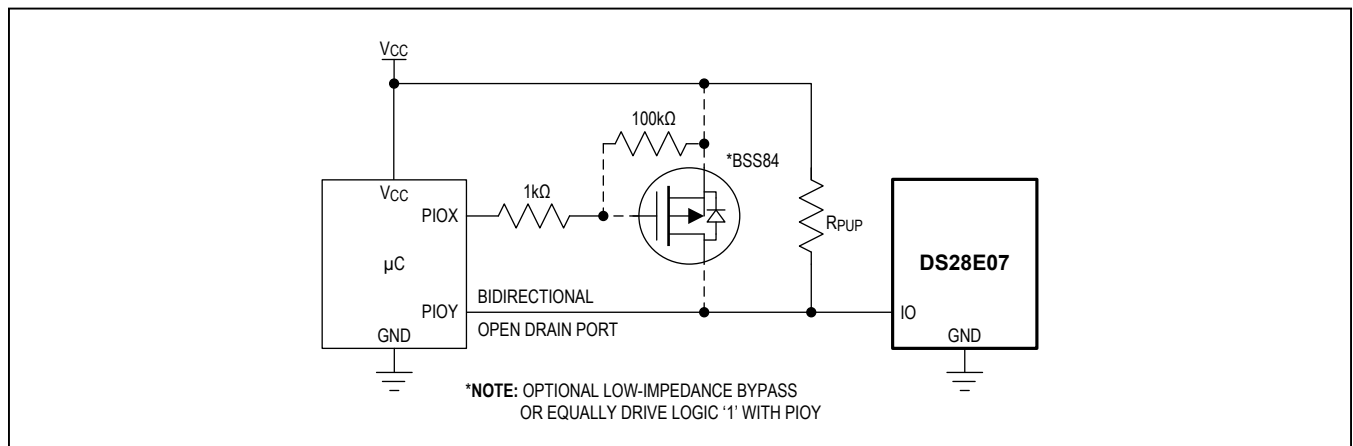 VCC
100kΩ
*BSS84
1kΩ
VCC
PIOX
µC
PIOY
GND
BIDIRECTIONAL
OPEN DRAIN PORT
RPUP
DS28E07
IO
GND
*NOTE: OPTIONAL LOW-IMPEDANCE BYPASS
OR EQUALLY DRIVE LOGIC ‘1’ WITH PIOY